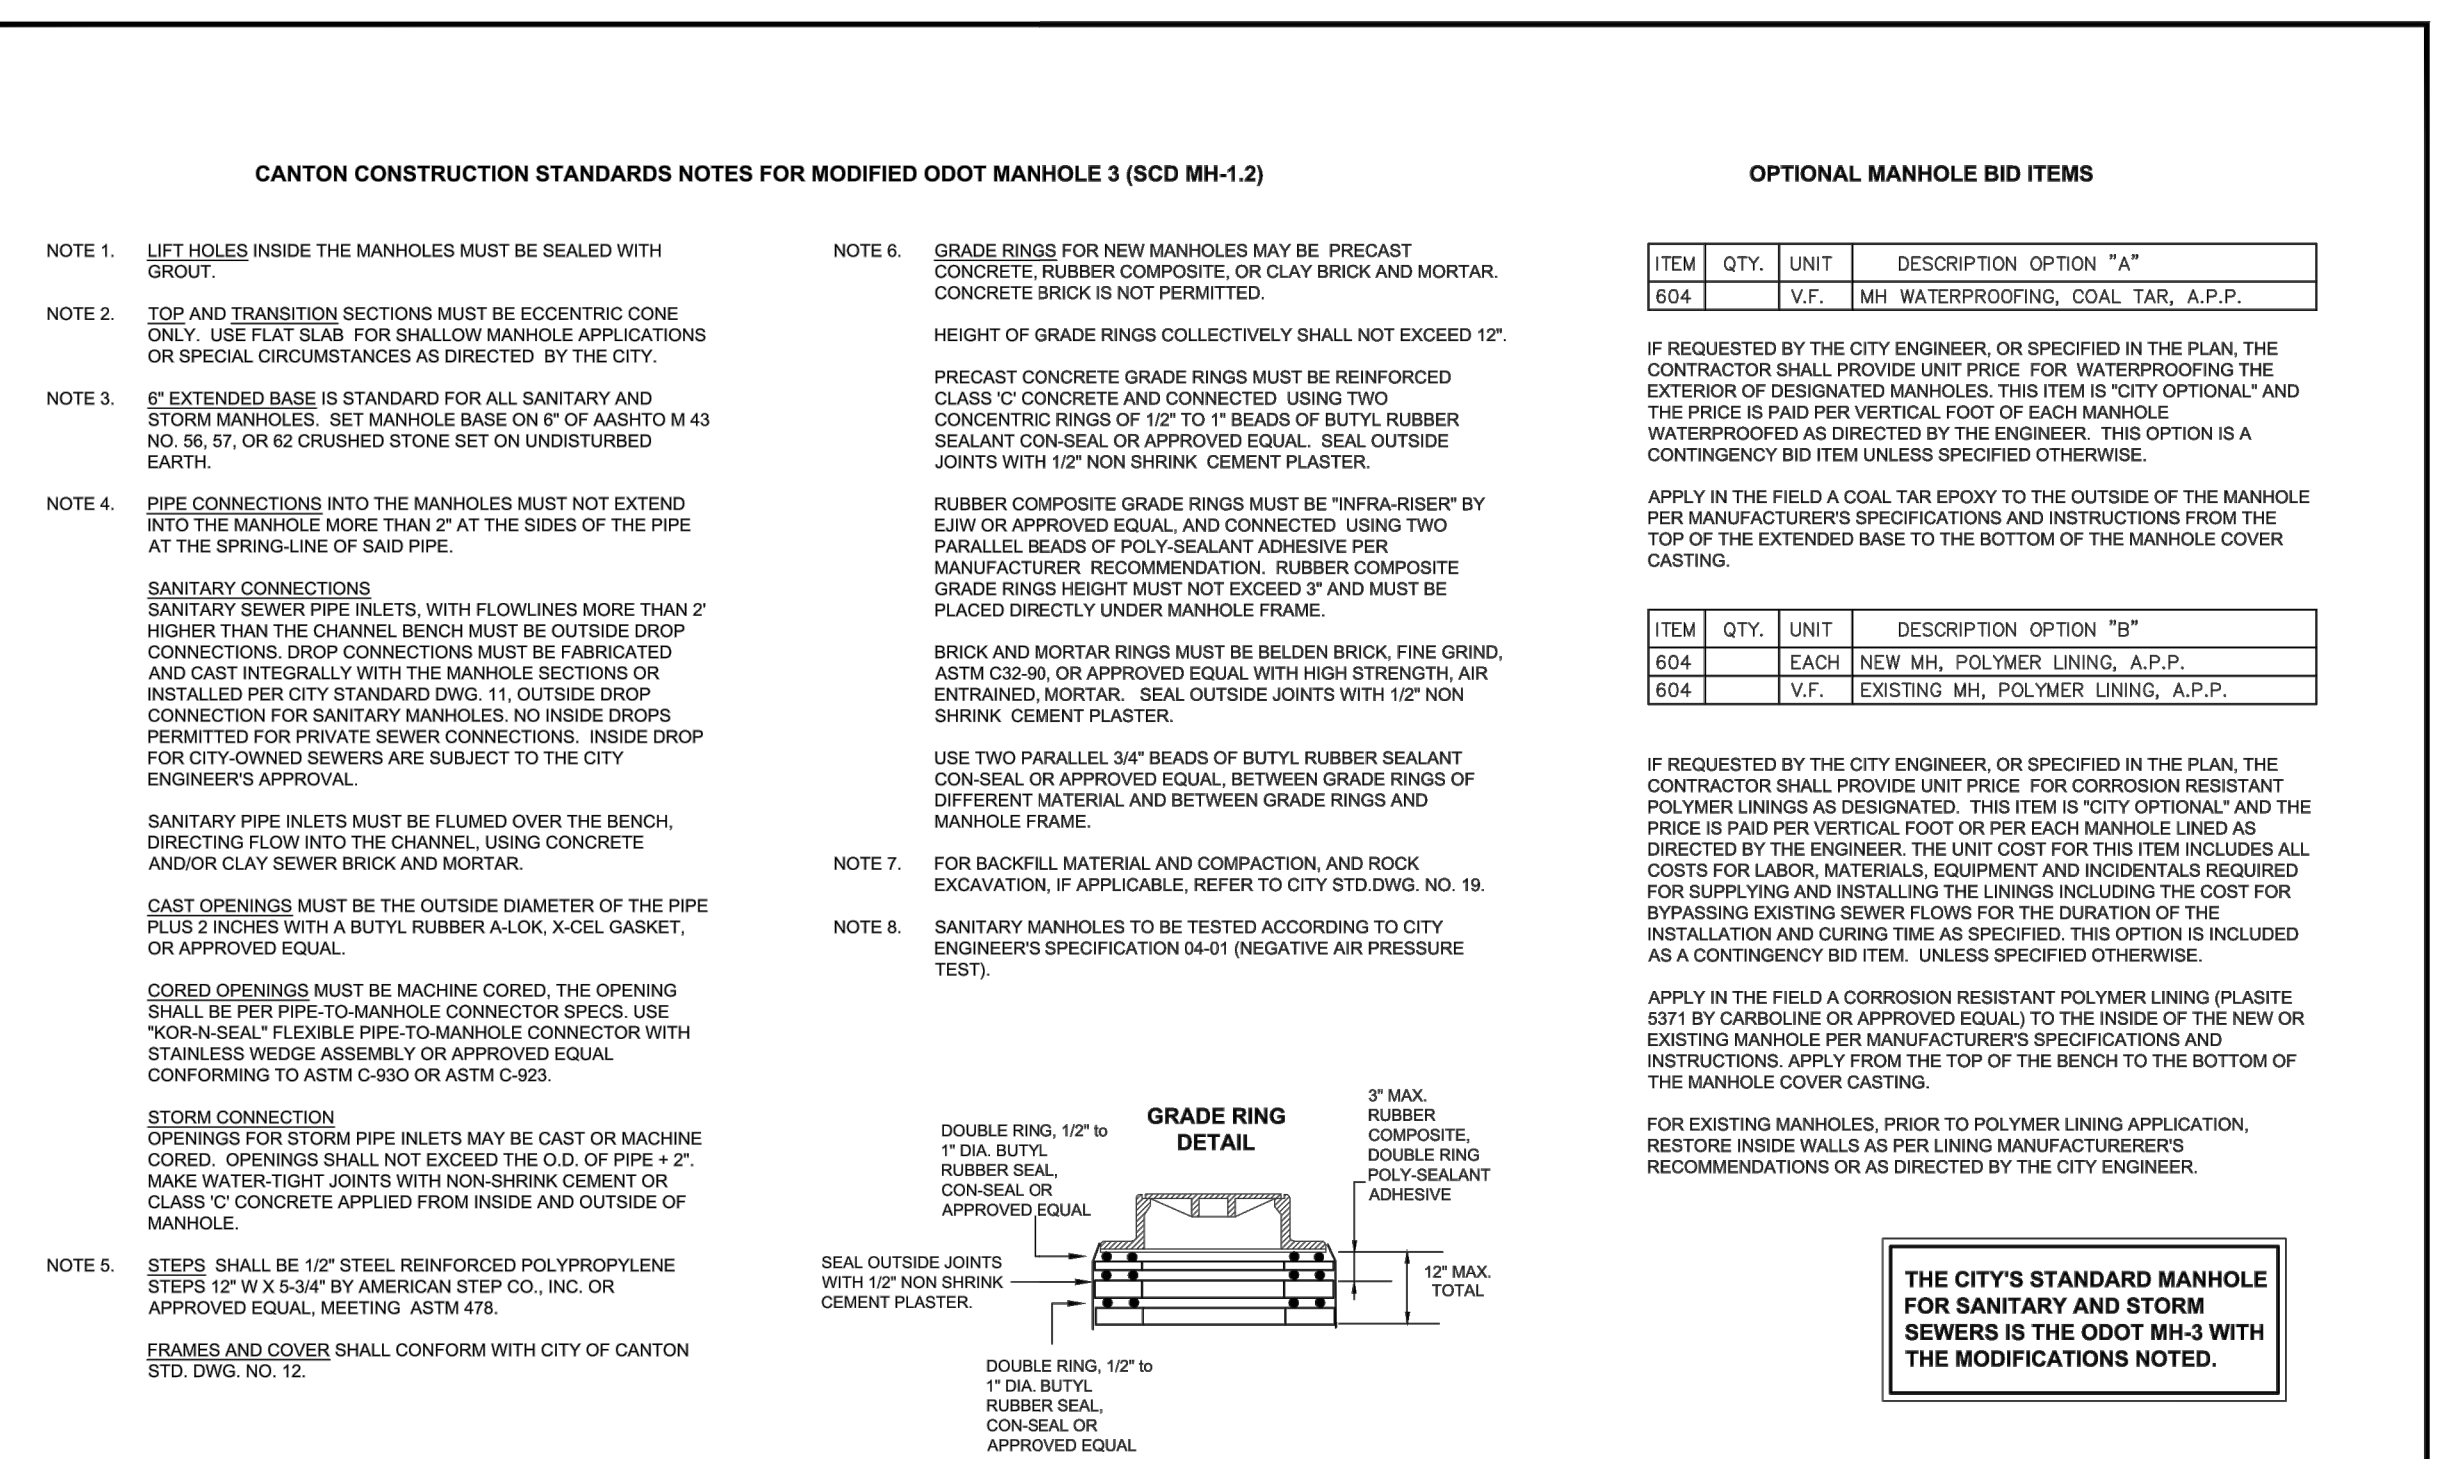 CANTON CONSTRUCTION STANDARDS NOTES FOR MODIFIED ODOT MANHOLE 3 (SCD MH-1.2)
NOTE 1. LIFT HOLES INSIDE THE MANHOLES MUST BE SEALED WITH
GROUT.
NOTE 2. TOP AND TRANSITION SECTIONS MUST BE ECCENTRIC CONE
ONLY. USE FLAT SLAB FOR SHALLOW MANHOLE APPLICATIONS
OR SPECIAL CIRCUMSTANCES AS DIRECTED BY THE CITY.
NOTE 3. 6" EXTENDED BASE IS STANDARD FOR ALL SANITARY AND
STORM MANHOLES. SET MANHOLE BASE ON 6" OF AASHTO M 43
NO. 56, 57, OR 62 CRUSHED STONE SET ON UNDISTURBED
EARTH.
NOTE 4. PIPE CONNECTIONS INTO THE MANHOLES MUST NOT EXTEND
INTO THE MANHOLE MORE THAN 2" AT THE SIDES OF THE PIPE
AT THE SPRING-LINE OF SAID PIPE.
SANITARY CONNECTIONS
SANITARY SEWER PIPE INLETS, WITH FLOWLINES MORE THAN 2'
HIGHER THAN THE CHANNEL BENCH MUST BE OUTSIDE DROP
CONNECTIONS. DROP CONNECTIONS MUST BE FABRICATED
AND CAST INTEGRALLY WITH THE MANHOLE SECTIONS OR
INSTALLED PER CITY STANDARD DWG. 11, OUTSIDE DROP
CONNECTION FOR SANITARY MANHOLES. NO INSIDE DROPS
PERMITTED FOR PRIVATE SEWER CONNECTIONS. INSIDE DROP
FOR CITY-OWNED SEWERS ARE SUBJECT TO THE CITY
ENGINEER'S APPROVAL.
SANITARY PIPE INLETS MUST BE FLUMED OVER THE BENCH,
DIRECTING FLOW INTO THE CHANNEL, USING CONCRETE
AND/OR CLAY SEWER BRICK AND MORTAR.
CAST OPENINGS MUST BE THE OUTSIDE DIAMETER OF THE PIPE
PLUS 2 INCHES WITH A BUTYL RUBBER A-LOK, X-CEL GASKET,
OR APPROVED EQUAL.
CORED OPENINGS MUST BE MACHINE CORED, THE OPENING
SHALL BE PER PIPE-TO-MANHOLE CONNECTOR SPECS. USE
"KOR-N-SEAL" FLEXIBLE PIPE-TO-MANHOLE CONNECTOR WITH
STAINLESS WEDGE ASSEMBLY OR APPROVED EQUAL
CONFORMING TO ASTM C-93O OR ASTM C-923.
STORM CONNECTION
OPENINGS FOR STORM PIPE INLETS MAY BE CAST OR MACHINE
CORED. OPENINGS SHALL NOT EXCEED THE O.D. OF PIPE + 2".
MAKE WATER-TIGHT JOINTS WITH NON-SHRINK CEMENT OR
CLASS 'C' CONCRETE APPLIED FROM INSIDE AND OUTSIDE OF
MANHOLE.
NOTE 5. STEPS SHALL BE 1/2" STEEL REINFORCED POLYPROPYLENE
STEPS 12" W X 5-3/4" BY AMERICAN STEP CO., INC. OR
APPROVED EQUAL, MEETING ASTM 478.
FRAMES AND COVER SHALL CONFORM WITH CITY OF CANTON
STD. DWG. NO. 12.
NOTE 6. GRADE RINGS FOR NEW MANHOLES MAY BE PRECAST
CONCRETE, RUBBER COMPOSITE, OR CLAY BRICK AND MORTAR.
CONCRETE BRICK IS NOT PERMITTED.
HEIGHT OF GRADE RINGS COLLECTIVELY SHALL NOT EXCEED 12".
PRECAST CONCRETE GRADE RINGS MUST BE REINFORCED
CLASS 'C' CONCRETE AND CONNECTED USING TWO
CONCENTRIC RINGS OF 1/2" TO 1" BEADS OF BUTYL RUBBER
SEALANT CON-SEAL OR APPROVED EQUAL. SEAL OUTSIDE
JOINTS WITH 1/2" NON SHRINK CEMENT PLASTER.
RUBBER COMPOSITE GRADE RINGS MUST BE "INFRA-RISER" BY
EJIW OR APPROVED EQUAL, AND CONNECTED USING TWO
PARALLEL BEADS OF POLY-SEALANT ADHESIVE PER
MANUFACTURER RECOMMENDATION. RUBBER COMPOSITE
GRADE RINGS HEIGHT MUST NOT EXCEED 3" AND MUST BE
PLACED DIRECTLY UNDER MANHOLE FRAME.
BRICK AND MORTAR RINGS MUST BE BELDEN BRICK, FINE GRIND,
ASTM C32-90, OR APPROVED EQUAL WITH HIGH STRENGTH, AIR
ENTRAINED, MORTAR. SEAL OUTSIDE JOINTS WITH 1/2" NON
SHRINK CEMENT PLASTER.
USE TWO PARALLEL 3/4" BEADS OF BUTYL RUBBER SEALANT
CON-SEAL OR APPROVED EQUAL, BETWEEN GRADE RINGS OF
DIFFERENT MATERIAL AND BETWEEN GRADE RINGS AND
MANHOLE FRAME.
NOTE 7. FOR BACKFILL MATERIAL AND COMPACTION, AND ROCK
EXCAVATION, IF APPLICABLE, REFER TO CITY STD.DWG. NO. 19.
NOTE 8. SANITARY MANHOLES TO BE TESTED ACCORDING TO CITY
ENGINEER'S SPECIFICATION 04-01 (NEGATIVE AIR PRESSURE
TEST).
GRADE RING
DETAIL
DOUBLE RING, 1/2" to
1" DIA. BUTYL
RUBBER SEAL,
CON-SEAL OR
APPROVED EQUAL
3" MAX.
RUBBER
COMPOSITE,
DOUBLE RING
POLY-SEALANT
ADHESIVE
SEAL OUTSIDE JOINTS
WITH 1/2" NON SHRINK
CEMENT PLASTER.
12" MAX.
TOTAL
DOUBLE RING, 1/2" to
1" DIA. BUTYL
RUBBER SEAL,
CON-SEAL OR
APPROVED EQUAL
OPTIONAL MANHOLE BID ITEMS
ITEM QTY. UNIT DESCRIPTION OPTION "A"
604 V.F. MH WATERPROOFING, COAL TAR, A.P.P.
IF REQUESTED BY THE CITY ENGINEER, OR SPECIFIED IN THE PLAN, THE
CONTRACTOR SHALL PROVIDE UNIT PRICE FOR WATERPROOFING THE
EXTERIOR OF DESIGNATED MANHOLES. THIS ITEM IS "CITY OPTIONAL" AND
THE PRICE IS PAID PER VERTICAL FOOT OF EACH MANHOLE
WATERPROOFED AS DIRECTED BY THE ENGINEER. THIS OPTION IS A
CONTINGENCY BID ITEM UNLESS SPECIFIED OTHERWISE.
APPLY IN THE FIELD A COAL TAR EPOXY TO THE OUTSIDE OF THE MANHOLE
PER MANUFACTURER'S SPECIFICATIONS AND INSTRUCTIONS FROM THE
TOP OF THE EXTENDED BASE TO THE BOTTOM OF THE MANHOLE COVER
CASTING.
ITEM QTY. UNIT DESCRIPTION OPTION "B"
604 EACH NEW MH, POLYMER LINING, A.P.P.
604 V.F. EXISTING MH, POLYMER LINING, A.P.P.
IF REQUESTED BY THE CITY ENGINEER, OR SPECIFIED IN THE PLAN, THE
CONTRACTOR SHALL PROVIDE UNIT PRICE FOR CORROSION RESISTANT
POLYMER LININGS AS DESIGNATED. THIS ITEM IS "CITY OPTIONAL" AND THE
PRICE IS PAID PER VERTICAL FOOT OR PER EACH MANHOLE LINED AS
DIRECTED BY THE ENGINEER. THE UNIT COST FOR THIS ITEM INCLUDES ALL
COSTS FOR LABOR, MATERIALS, EQUIPMENT AND INCIDENTALS REQUIRED
FOR SUPPLYING AND INSTALLING THE LININGS INCLUDING THE COST FOR
BYPASSING EXISTING SEWER FLOWS FOR THE DURATION OF THE
INSTALLATION AND CURING TIME AS SPECIFIED. THIS OPTION IS INCLUDED
AS A CONTINGENCY BID ITEM. UNLESS SPECIFIED OTHERWISE.
APPLY IN THE FIELD A CORROSION RESISTANT POLYMER LINING (PLASITE
5371 BY CARBOLINE OR APPROVED EQUAL) TO THE INSIDE OF THE NEW OR
EXISTING MANHOLE PER MANUFACTURER'S SPECIFICATIONS AND
INSTRUCTIONS. APPLY FROM THE TOP OF THE BENCH TO THE BOTTOM OF
THE MANHOLE COVER CASTING.
FOR EXISTING MANHOLES, PRIOR TO POLYMER LINING APPLICATION,
RESTORE INSIDE WALLS AS PER LINING MANUFACTURERER'S
RECOMMENDATIONS OR AS DIRECTED BY THE CITY ENGINEER.
THE CITY'S STANDARD MANHOLE
FOR SANITARY AND STORM
SEWERS IS THE ODOT MH-3 WITH
THE MODIFICATIONS NOTED.